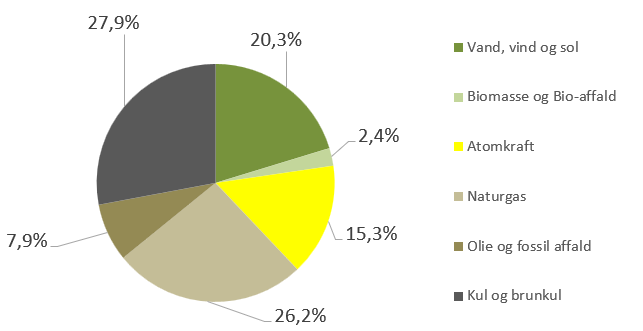 27,9%
20,3%
2,4%
15,3%
26,2%
7,9%
Vand, vind og sol
Biomasse og Bio-affald
Atomkraft
Naturgas
Olie og fossil affald
Kul og brunkul